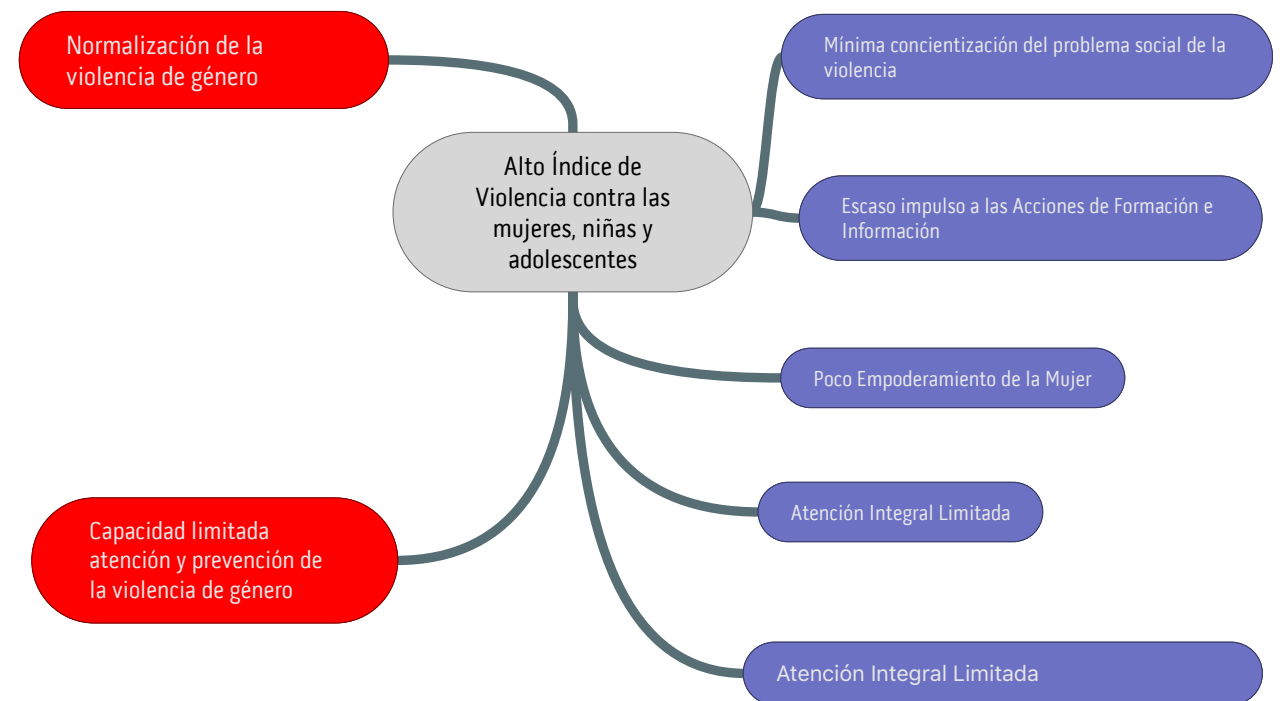 Normalización de la
violencia de género
Mínima concientización del problema social de la
violencia
Alto Índice de
Violencia contra las
mujeres, niñas y
adolescentes
Escaso impulso a las Acciones de Formación e
Información
Poco Empoderamiento de la Mujer
Atención Integral Limitada
Capacidad limitada
atención y prevención de
la violencia de género
Atención Integral Limitada